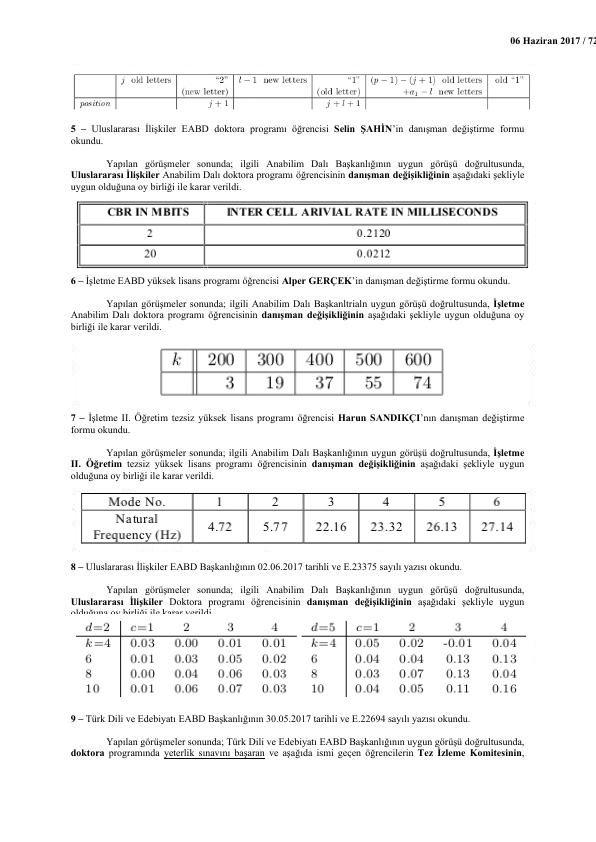 06 Haziran 2017 / 72
j old letters "2" l − 1 new letters "1" (p − 1) − (j + 1) old letters old "1"
(new letter) (old letter) +a₁ − l new letters
position j + 1 j + l + 1
5 – Uluslararası İlişkiler EABD doktora programı öğrencisi Selin ŞAHİN'in danışman değiştirme formu
okundu.
Yapılan görüşmeler sonunda; ilgili Anabilim Dalı Başkanlığının uygun görüşü doğrultusunda,
Uluslararası İlişkiler Anabilim Dalı doktora programı öğrencisinin danışman değişikliğinin aşağıdaki şekliyle
uygun olduğuna oy birliği ile karar verildi.
CBR IN MBITS INTER CELL ARIVIAL RATE IN MILLISECONDS
2 0.2120
20 0.0212
6 – İşletme EABD yüksek lisans programı öğrencisi Alper GERÇEK'in danışman değiştirme formu okundu.
Yapılan görüşmeler sonunda; ilgili Anabilim Dalı Başkanltrialn uygun görüşü doğrultusunda, İşletme
Anabilim Dalı doktora programı öğrencisinin danışman değişikliğinin aşağıdaki şekliyle uygun olduğuna oy
birliği ile karar verildi.
k 200 300 400 500 600
3 19 37 55 74
7 – İşletme II. Öğretim tezsiz yüksek lisans programı öğrencisi Harun SANDIKÇI'nın danışman değiştirme
formu okundu.
Yapılan görüşmeler sonunda; ilgili Anabilim Dalı Başkanlığının uygun görüşü doğrultusunda, İşletme
II. Öğretim tezsiz yüksek lisans programı öğrencisinin danışman değişikliğinin aşağıdaki şekliyle uygun
olduğuna oy birliği ile karar verildi.
Mode No. 1 2 3 4 5 6
Natural
Frequency (Hz) 4.72 5.77 22.16 23.32 26.13 27.14
8 – Uluslararası İlişkiler EABD Başkanlığının 02.06.2017 tarihli ve E.23375 sayılı yazısı okundu.
Yapılan görüşmeler sonunda; ilgili Anabilim Dalı Başkanlığının uygun görüşü doğrultusunda,
Uluslararası İlişkiler Doktora programı öğrencisinin danışman değişikliğinin aşağıdaki şekliyle uygun
olduğuna oy birliği ile karar verildi.
d=2 c=1 2 3 4 d=5 c=1 2 3 4
k=4 0.03 0.00 0.01 0.01 k=4 0.05 0.02 -0.01 0.04
6 0.01 0.03 0.05 0.02 6 0.04 0.04 0.13 0.13
8 0.00 0.04 0.06 0.03 8 0.03 0.07 0.13 0.04
10 0.01 0.06 0.07 0.03 10 0.04 0.05 0.11 0.16
9 – Türk Dili ve Edebiyatı EABD Başkanlığının 30.05.2017 tarihli ve E.22694 sayılı yazısı okundu.
Yapılan görüşmeler sonunda; Türk Dili ve Edebiyatı EABD Başkanlığının uygun görüşü doğrultusunda,
doktora programında yeterlik sınavını başaran ve aşağıda ismi geçen öğrencilerin Tez İzleme Komitesinin,